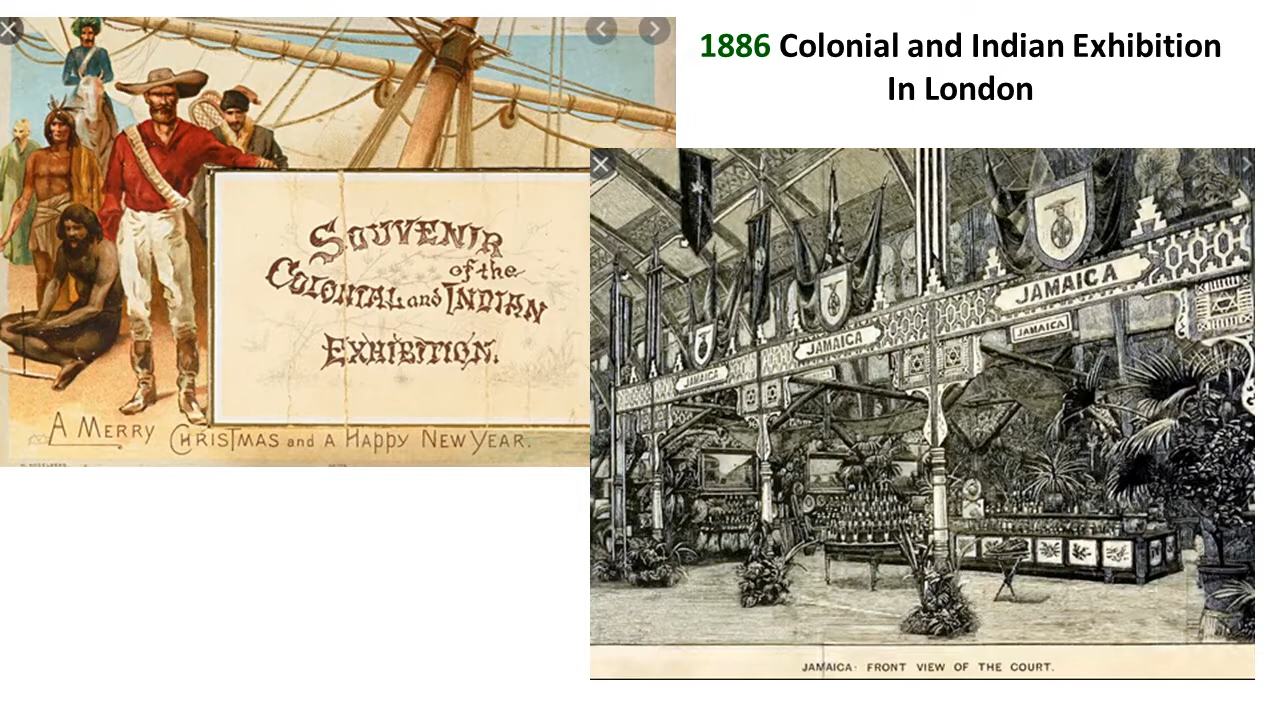 1886 Colonial and Indian Exhibition
In London
SOUVENIR
of the
COLONIAL and INDIAN
EXHIBITION.
A MERRY CHRISTMAS and A HAPPY NEW YEAR.
JAMAICA
JAMAICA
JAMAICA
JAMAICA
JAMAICA: FRONT VIEW OF THE COURT.